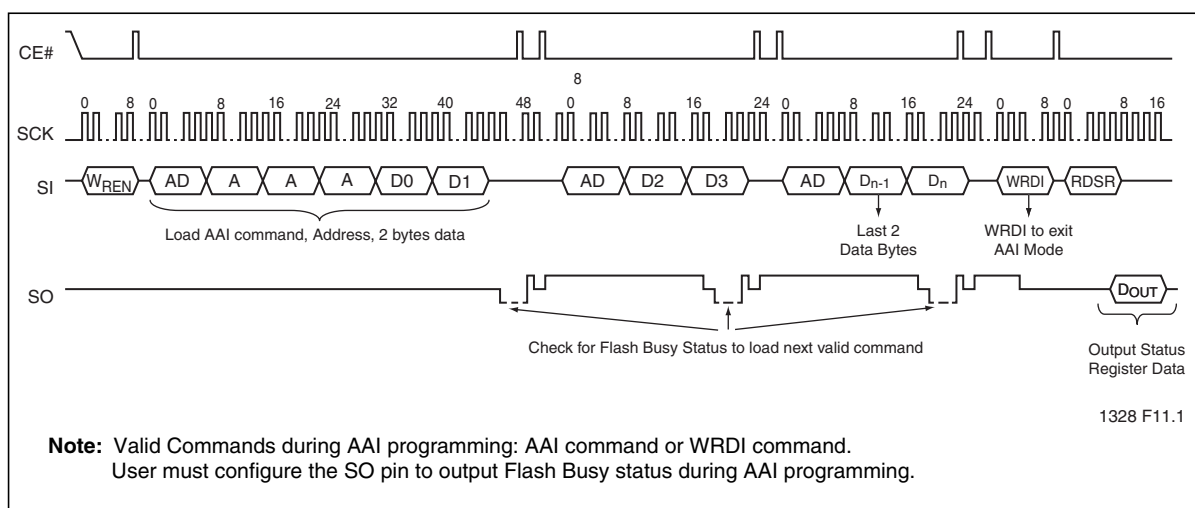 CE#
8
0 8 0 8 16 24 32 40 48 0 8 16 24 0 8 16 24 0 8 0 8 16
SCK
SI WREN AD A A A D0 D1 AD D2 D3 AD Dn-1 Dn WRDI RDSR
Load AAI command, Address, 2 bytes data
Last 2
Data Bytes
WRDI to exit
AAI Mode
SO DOUT
Check for Flash Busy Status to load next valid command
Output Status
Register Data
1328 F11.1
Note: Valid Commands during AAI programming: AAI command or WRDI command.
User must configure the SO pin to output Flash Busy status during AAI programming.